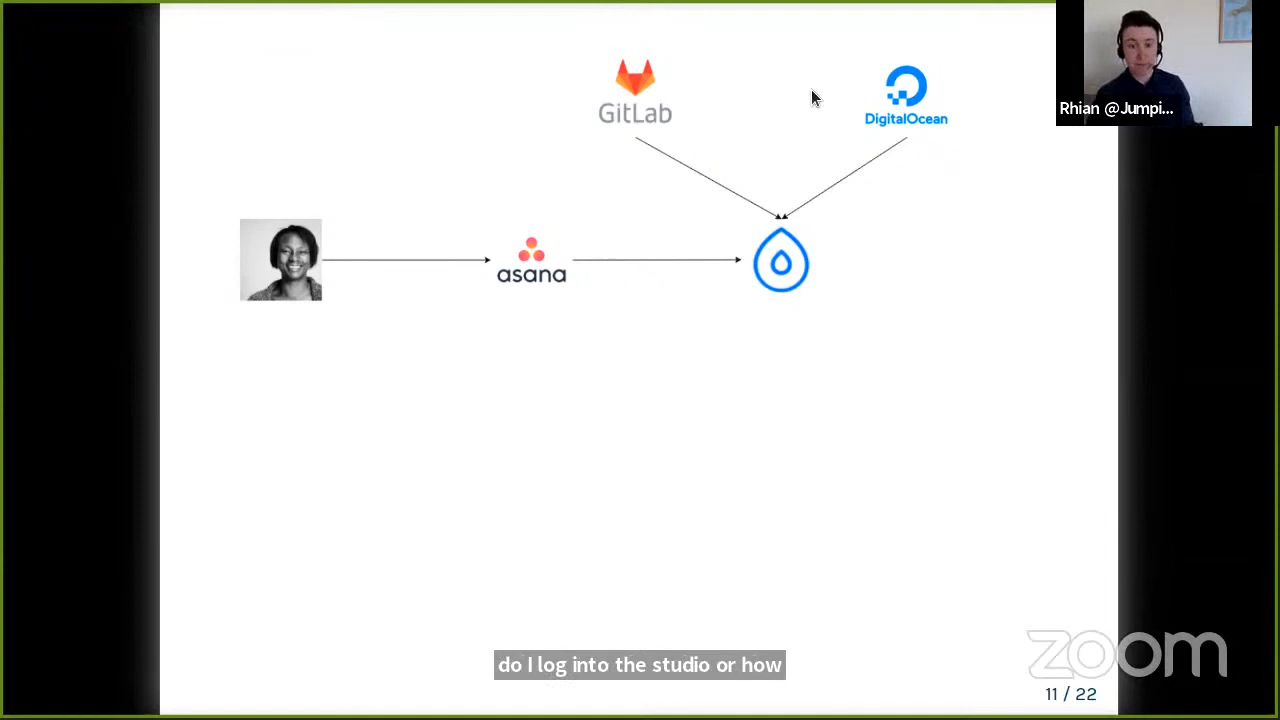 GitLab
DigitalOcean
Rhian @Jumpi...
asana
do I log into the studio or how
zoom
11 / 22